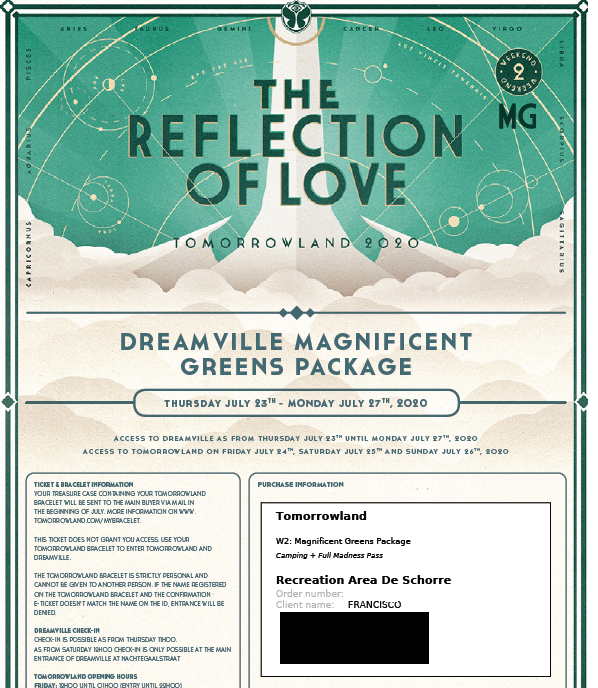 ARIES TAURUS GEMINI CANCER LEO VIRGO
PISCES
LIBRA
WEEKEND
2
WEEKEND
MG
THE
REFLECTION
OF LOVE
AQUARIUS
SCORPIUS
CAPRICORNUS
SAGITTARIUS
TOMORROWLAND 2020
DREAMVILLE MAGNIFICENT
GREENS PACKAGE
THURSDAY JULY 23TH - MONDAY JULY 27TH, 2020
ACCESS TO DREAMVILLE AS FROM THURSDAY JULY 23TH UNTIL MONDAY JULY 27TH, 2020
ACCESS TO TOMORROWLAND ON FRIDAY JULY 24TH, SATURDAY JULY 25TH AND SUNDAY JULY 26TH, 2020
TICKET & BRACELET INFORMATION
YOUR TREASURE CASE CONTAINING YOUR TOMORROWLAND
BRACELET WILL BE SENT TO THE MAIN BUYER VIA MAIL IN
THE BEGINNING OF JULY. MORE INFORMATION ON WWW.
TOMORROWLAND.COM/MYBRACELET.
THIS TICKET DOES NOT GRANT YOU ACCESS. USE YOUR
TOMORROWLAND BRACELET TO ENTER TOMORROWLAND AND
DREAMVILLE.
THE TOMORROWLAND BRACELET IS STRICTLY PERSONAL AND
CANNOT BE GIVEN TO ANOTHER PERSON. IF THE NAME REGISTERED
ON THE TOMORROWLAND BRACELET AND THE CONFIRMATION
E-TICKET DOESN'T MATCH THE NAME ON THE ID, ENTRANCE WILL BE
DENIED.
DREAMVILLE CHECK-IN
CHECK-IN IS POSSIBLE AS FROM THURSDAY 11H00.
AS FROM SATURDAY 12H00 CHECK-IN IS ONLY POSSIBLE AT THE MAIN
ENTRANCE OF DREAMVILLE AT NACHTEGAALSTRAAT
TOMORROWLAND OPENING HOURS
FRIDAY: 12H00 UNTIL 01H00 (ENTRY UNTIL 22H00)
PURCHASE INFORMATION
Tomorrowland
W2: Magnificent Greens Package
Camping + Full Madness Pass
Recreation Area De Schorre
Order number:
Client name: FRANCISCO